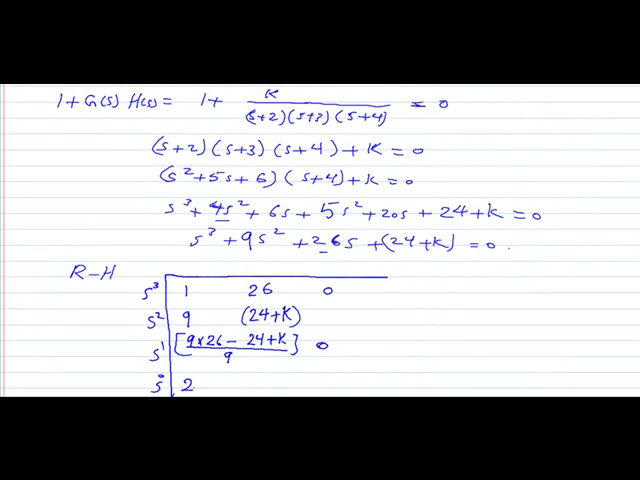 1+G(s) H(s) = 1+ K / (s+2)(s+3)(s+4) = 0
(s+2)(s+3)(s+4)+K=0
(s²+5s+6)(s+4)+K=0
s³+4s²+6s+5s²+20s+24+K=0
s³+9s²+26s+(24+K)=0.
R-H
s³ 1 26 0
s² 9 (24+K)
s¹ [9*26-24+K / 9] 0
s⁰ 2